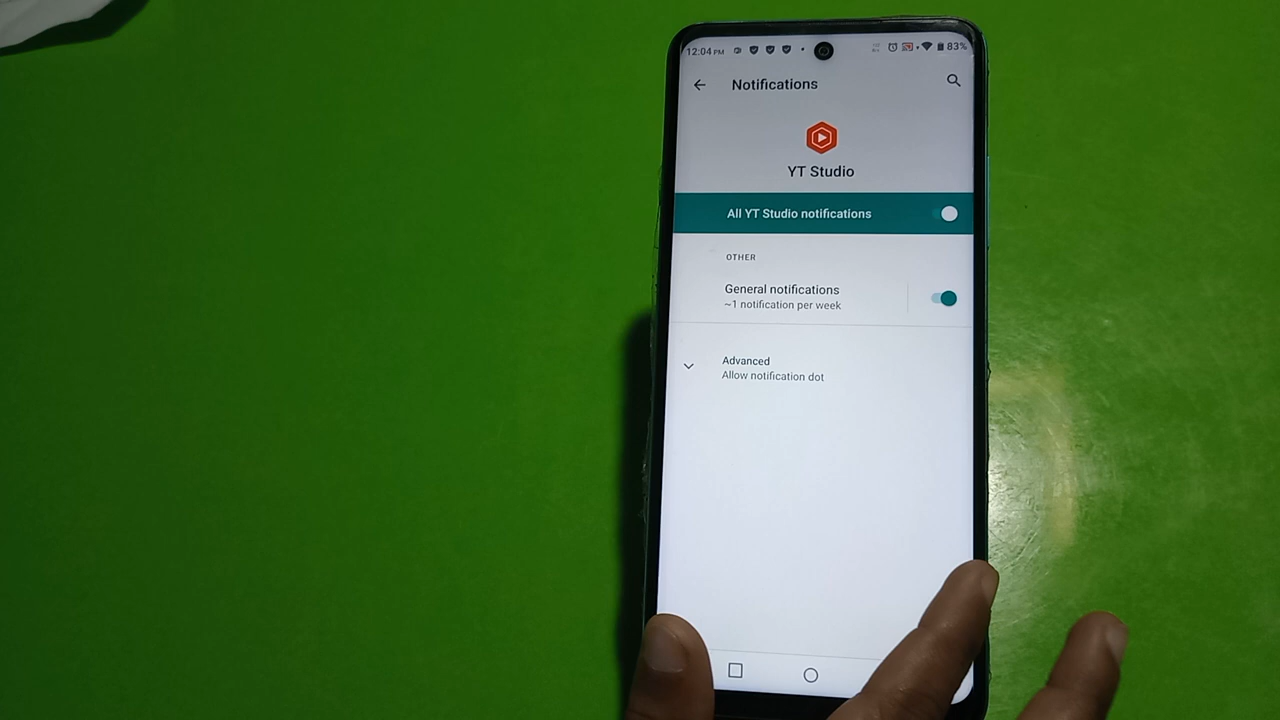 12:04 PM 83%
Notifications
YT Studio
All YT Studio notifications
OTHER
General notifications
~1 notification per week
Advanced
Allow notification dot